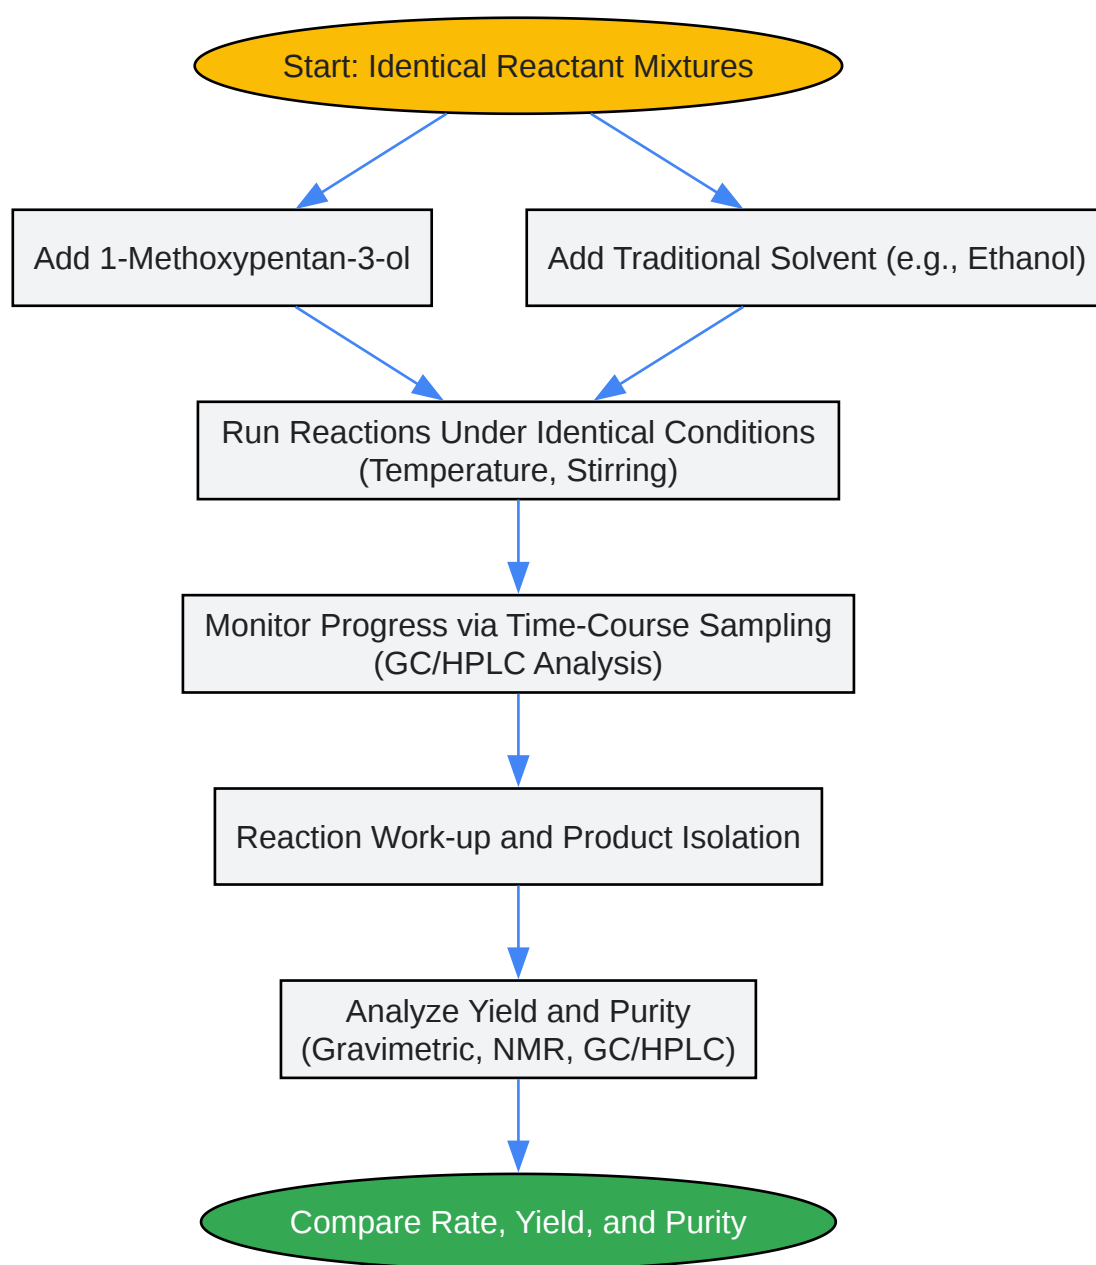 Start: Identical Reactant Mixtures
Add 1-Methoxypentan-3-ol
Add Traditional Solvent (e.g., Ethanol)
Run Reactions Under Identical Conditions
(Temperature, Stirring)
Monitor Progress via Time-Course Sampling
(GC/HPLC Analysis)
Reaction Work-up and Product Isolation
Analyze Yield and Purity
(Gravimetric, NMR, GC/HPLC)
Compare Rate, Yield, and Purity